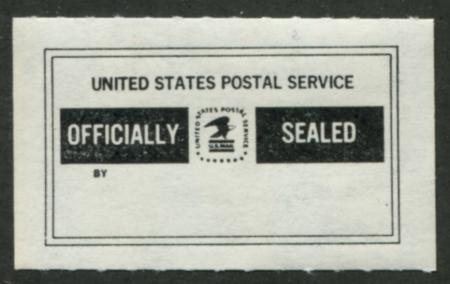 UNITED STATES POSTAL SERVICE
OFFICIALLY
UNITED STATES POSTAL SERVICE
U.S.MAIL
SEALED
BY